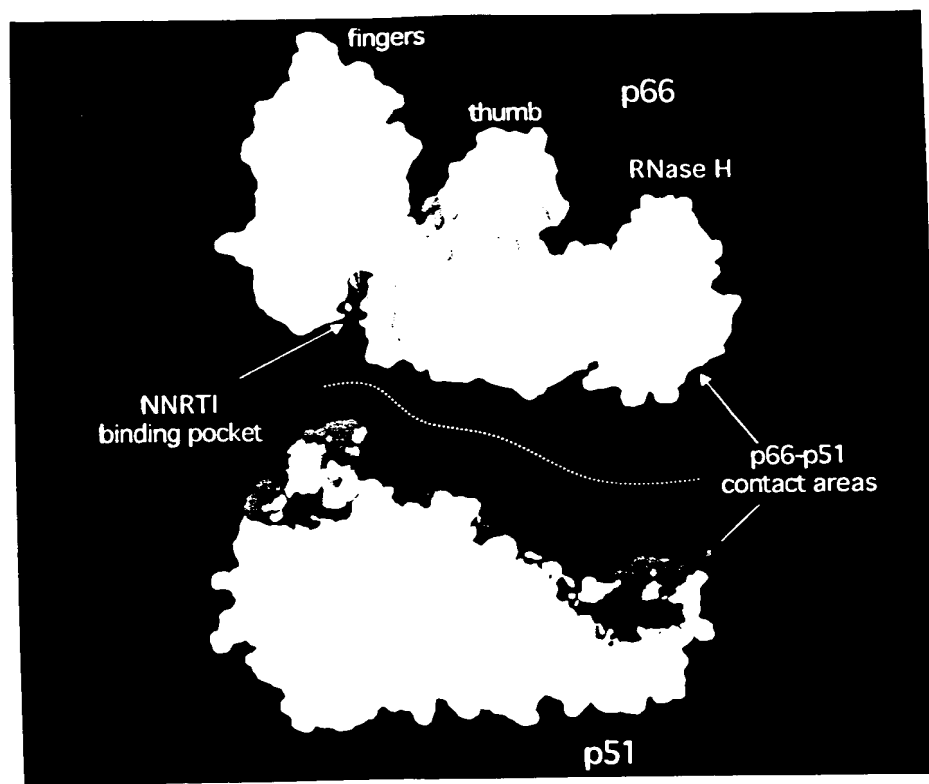 fingers
p66
thumb
RNase H
NNRTI
binding pocket
p66-p51
contact areas
p51